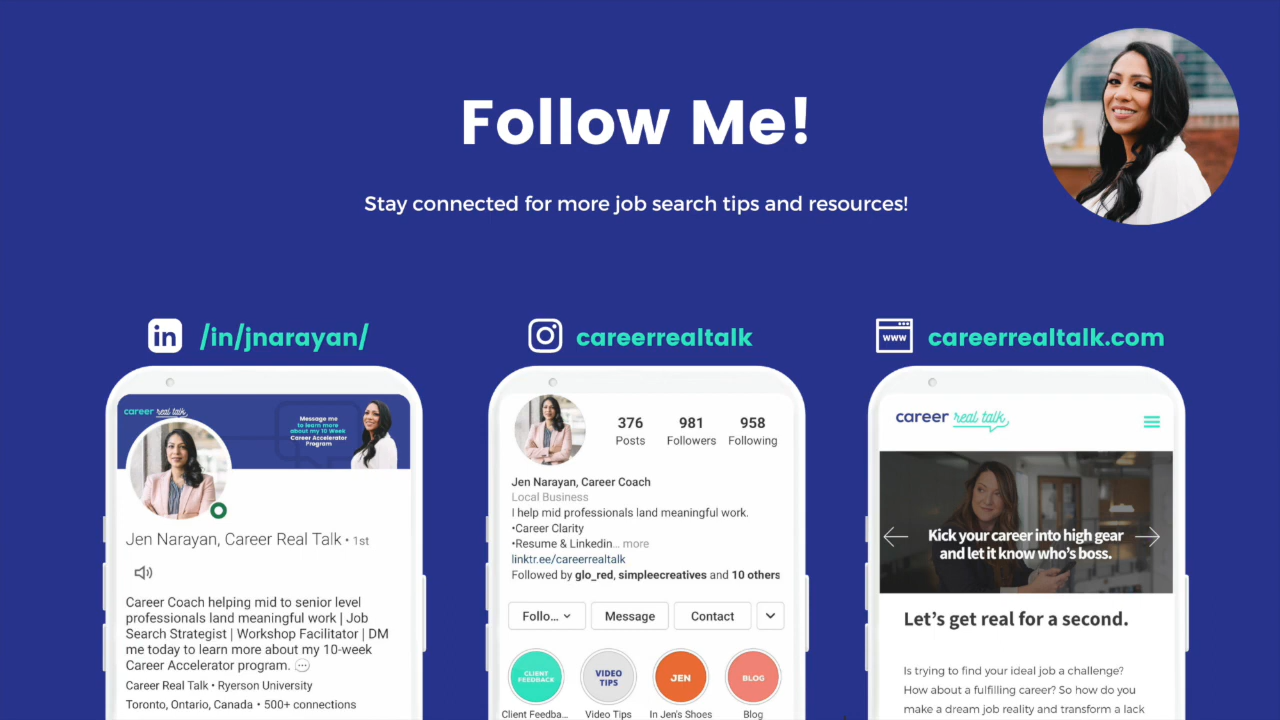 Follow Me!
Stay connected for more job search tips and resources!
in /in/jnarayan/
careerrealtalk
www careerrealtalk.com
career real talk
Message me
to learn more
about my 10 Week
Career Accelerator
Program
Jen Narayan, Career Real Talk • 1st
Career Coach helping mid to senior level
professionals land meaningful work | Job
Search Strategist | Workshop Facilitator | DM
me today to learn more about my 10-week
Career Accelerator program. 💬
Career Real Talk • Ryerson University
Toronto, Ontario, Canada • 500+ connections
376 981 958
Posts Followers Following
Jen Narayan, Career Coach
Local Business
I help mid professionals land meaningful work.
•Career Clarity
•Resume & Linkedin... more
linktr.ee/careerrealtalk
Followed by glo_red, simpleecreatives and 10 others
Follo... Message Contact
CLIENT
FEEDBACK
VIDEO
TIPS
JEN
BLOG
Client Feedba... Video Tips In Jen's Shoes Blog
career real talk
Kick your career into high gear
and let it know who's boss.
Let's get real for a second.
Is trying to find your ideal job a challenge?
How about a fulfilling career? So how do you
make a dream job reality and transform a lack